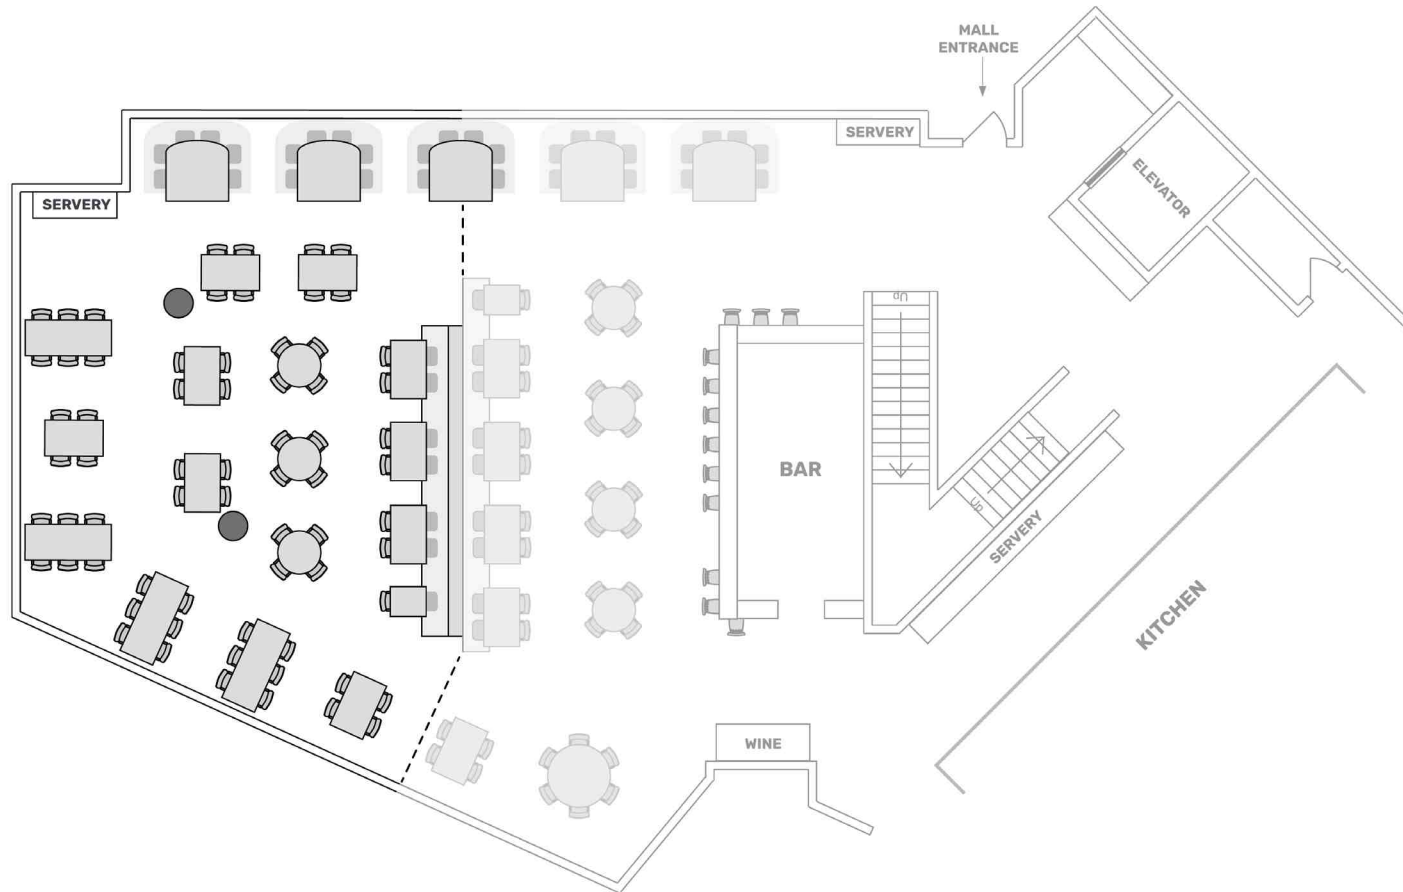 MALL
ENTRANCE
SERVERY
ELEVATOR
SERVERY
Up
BAR
Up
SERVERY
KITCHEN
WINE